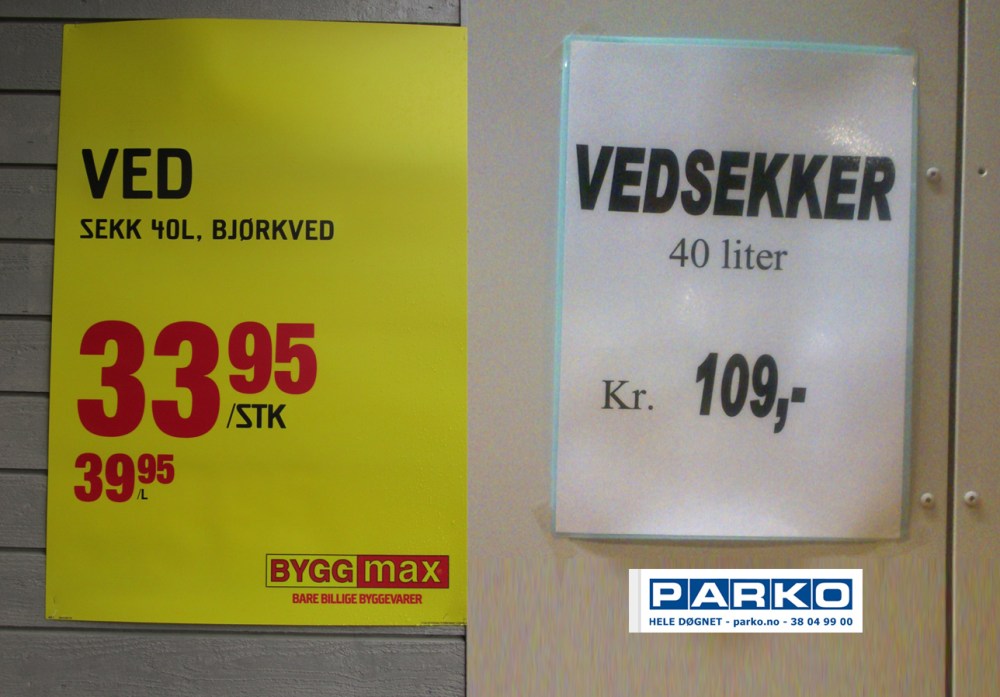 VED
SEKK 40L, BJØRKVED
33 95
/STK
39 95
/L
BYGG max
BARE BILLIGE BYGGEVARER
VEDSEKKER
40 liter
Kr. 109,-
PARKO
HELE DØGNET - parko.no - 38 04 99 00